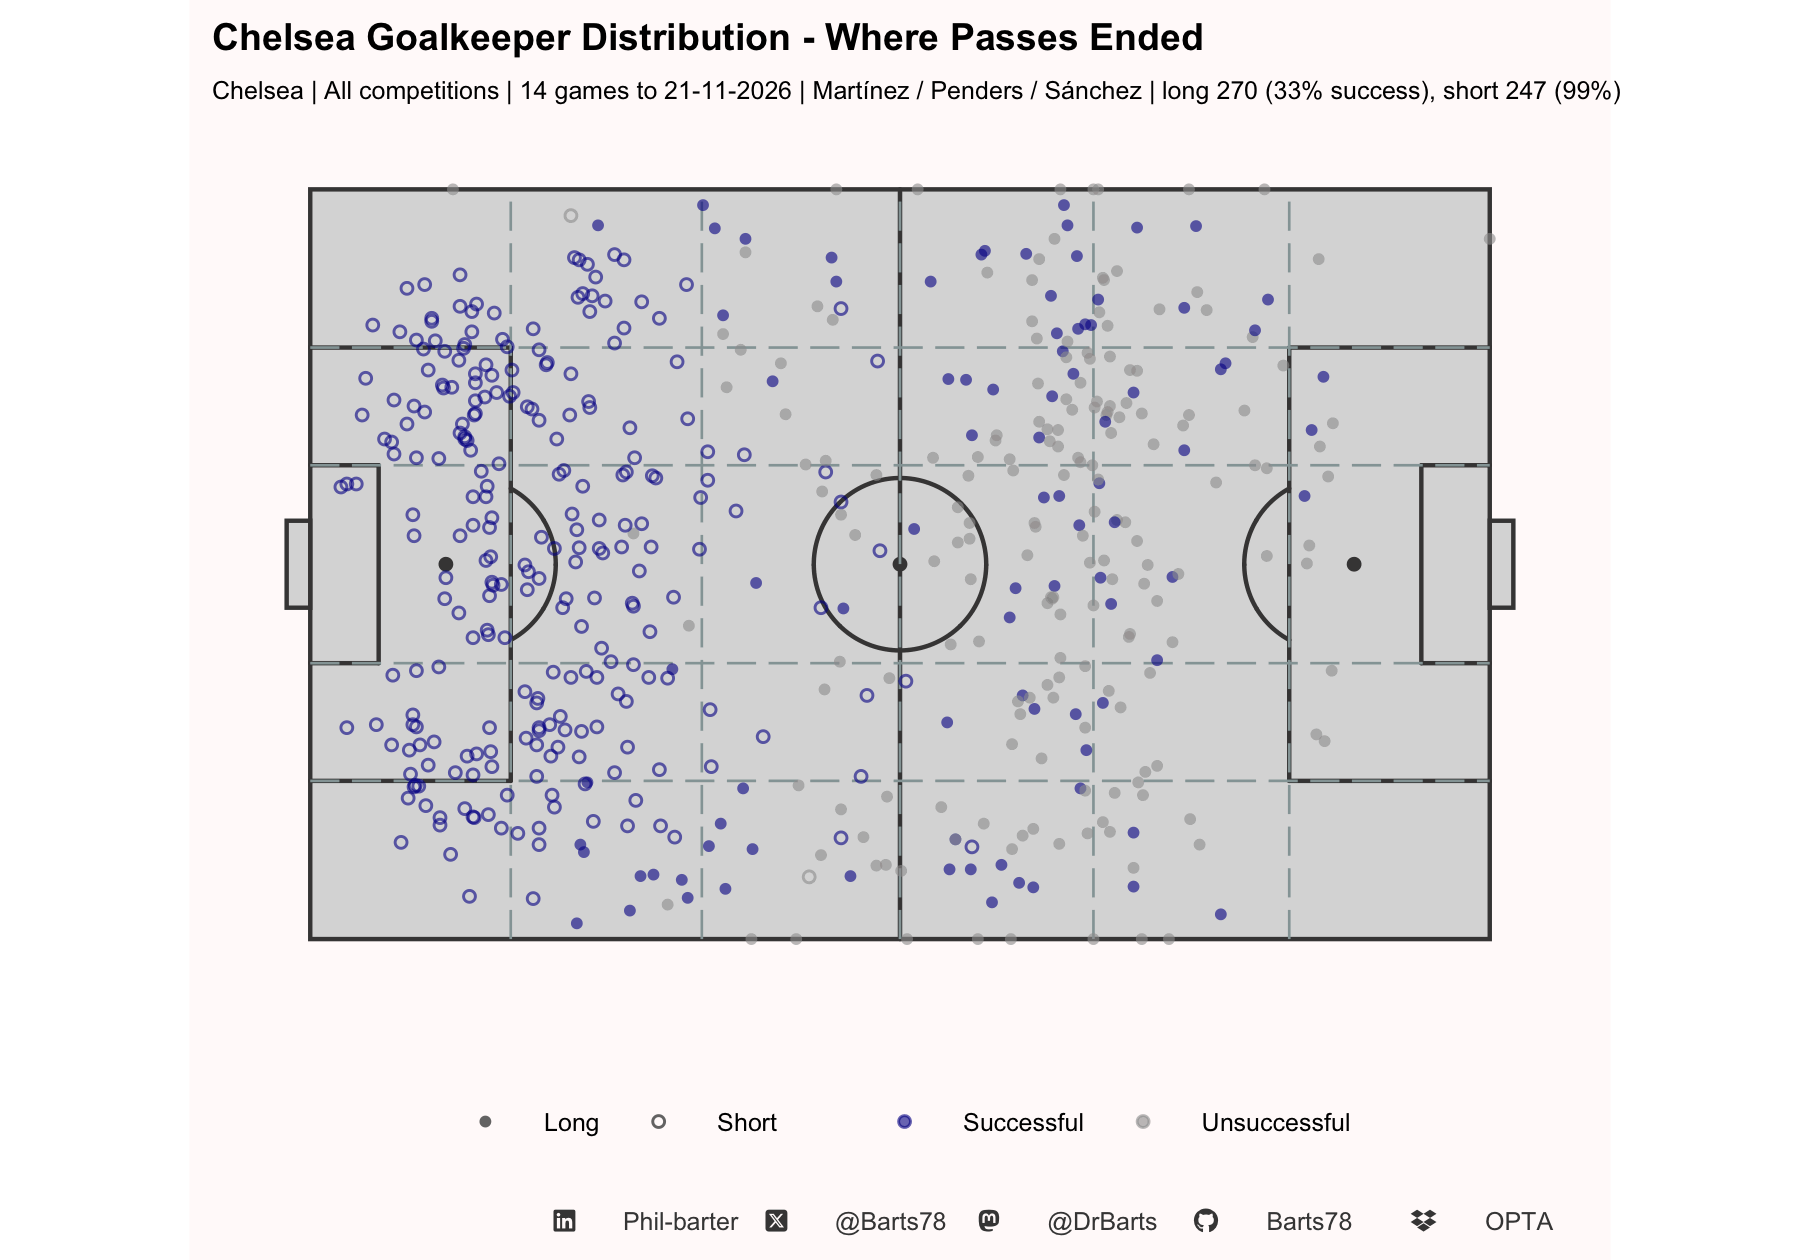 Chelsea Goalkeeper Distribution - Where Passes Ended
Chelsea | All competitions | 14 games to 21-11-2026 | Martínez / Penders / Sánchez | long 270 (33% success), short 247 (99%)
Long Short Successful Unsuccessful
Phil-barter @Barts78 @DrBarts Barts78 OPTA